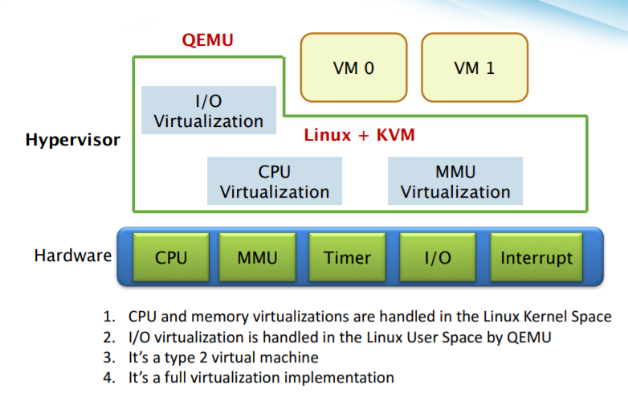 QEMU
VM 0
VM 1
I/O
Virtualization
Hypervisor
Linux + KVM
CPU
Virtualization
MMU
Virtualization
Hardware
CPU
MMU
Timer
I/O
Interrupt
1. CPU and memory virtualizations are handled in the Linux Kernel Space
2. I/O virtualization is handled in the Linux User Space by QEMU
3. It's a type 2 virtual machine
4. It's a full virtualization implementation